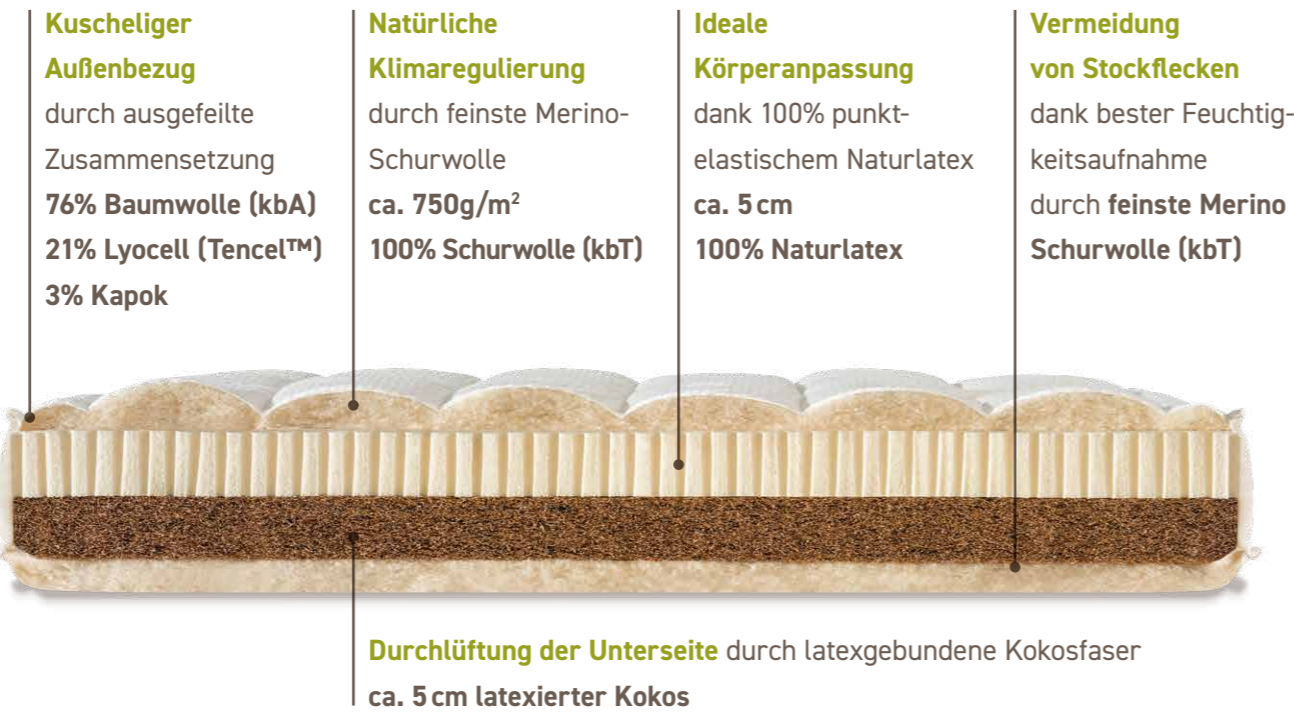 Kuscheliger
Außenbezug
durch ausgefeilte
Zusammensetzung
76% Baumwolle (kbA)
21% Lyocell (Tencel™)
3% Kapok
Natürliche
Klimaregulierung
durch feinste Merino-
Schurwolle
ca. 750g/m²
100% Schurwolle (kbT)
Ideale
Körperanpassung
dank 100% punkt-
elastischem Naturlatex
ca. 5 cm
100% Naturlatex
Vermeidung
von Stockflecken
dank bester Feuchtig-
keitsaufnahme
durch feinste Merino
Schurwolle (kbT)
Durchlüftung der Unterseite durch latexgebundene Kokosfaser
ca. 5 cm latexierter Kokos